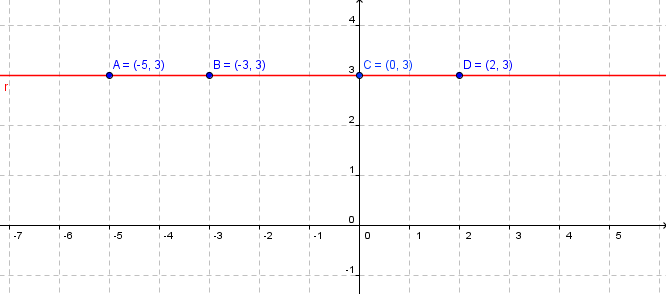 4
A = (-5, 3) B = (-3, 3) 3 C = (0, 3) D = (2, 3)
r
2
1
0
-7 -6 -5 -4 -3 -2 -1 0 1 2 3 4 5
-1